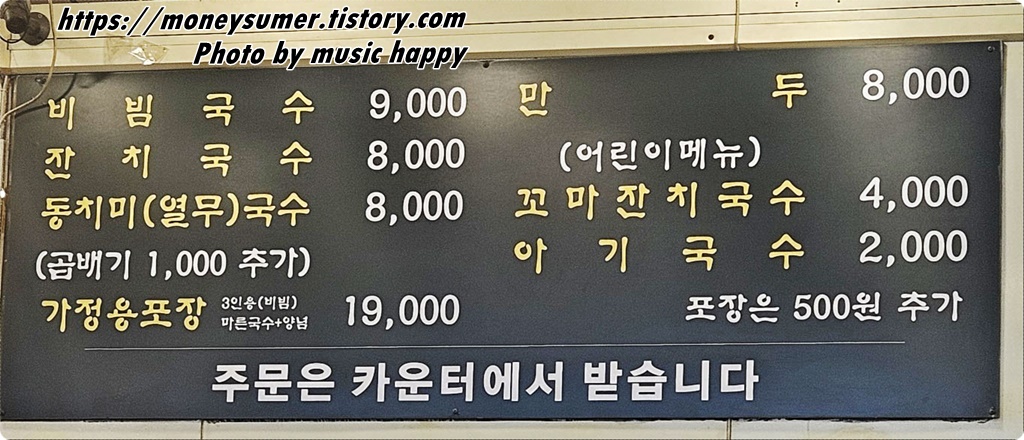 https://moneysumer.tistory.com
Photo by music happy
비빔국수 9,000
잔치국수 8,000
동치미(열무)국수 8,000
(곱배기 1,000 추가)
가정용포장 3인용(비빔) 마른국수+양념 19,000
만두 8,000
(어린이메뉴)
꼬마잔치국수 4,000
아기국수 2,000
포장은 500원 추가
주문은 카운터에서 받습니다